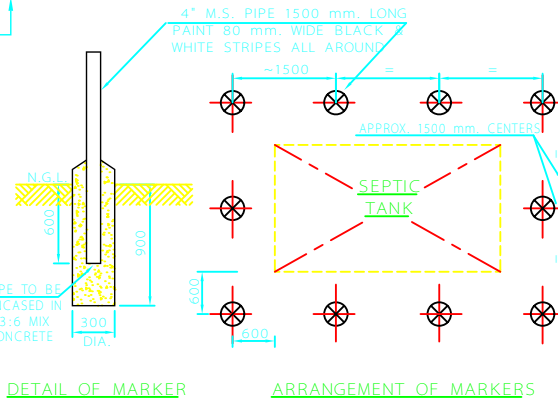 4" M.S. PIPE 1500 mm. LONG
PAINT 80 mm. WIDE BLACK &
WHITE STRIPES ALL AROUND
~1500
=
=
APPROX. 1500 mm. CENTERS
N.G.L.
SEPTIC
TANK
600
900
600
600
PE TO BE
NCASED IN
3:6 MIX
ONCRETE
300
DIA.
DETAIL OF MARKER
ARRANGEMENT OF MARKERS